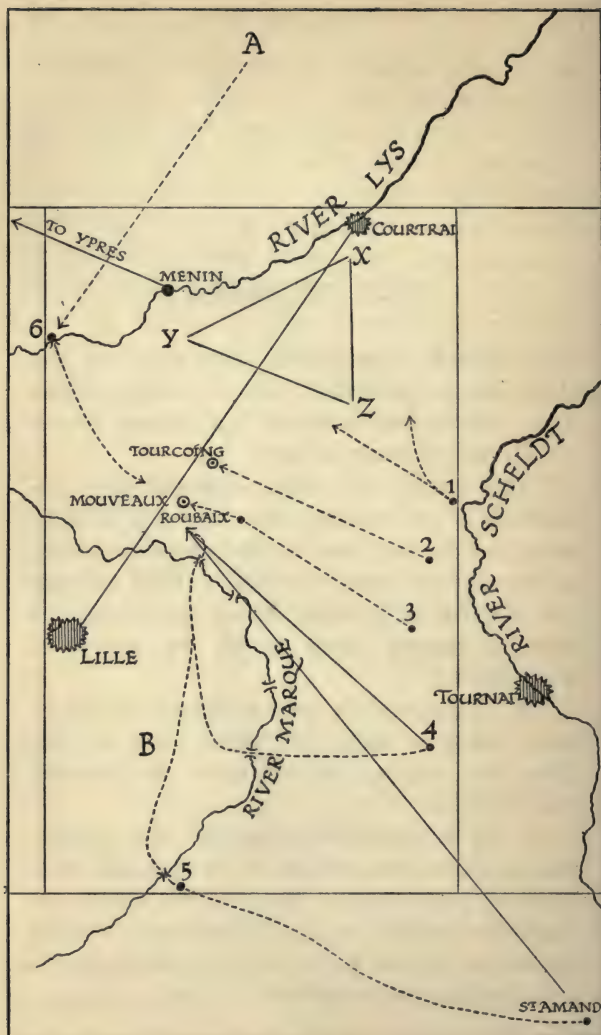 A
RIVER LYS
TO YPRES
COURTRAI
MENIN
X
6
Y
Z
TOURCOING
1
MOUVEAUX
ROUBAIX
2
RIVER SCHELDT
3
LILLE
RIVER MARQUE
TOURNAI
4
B
5
ST AMAND